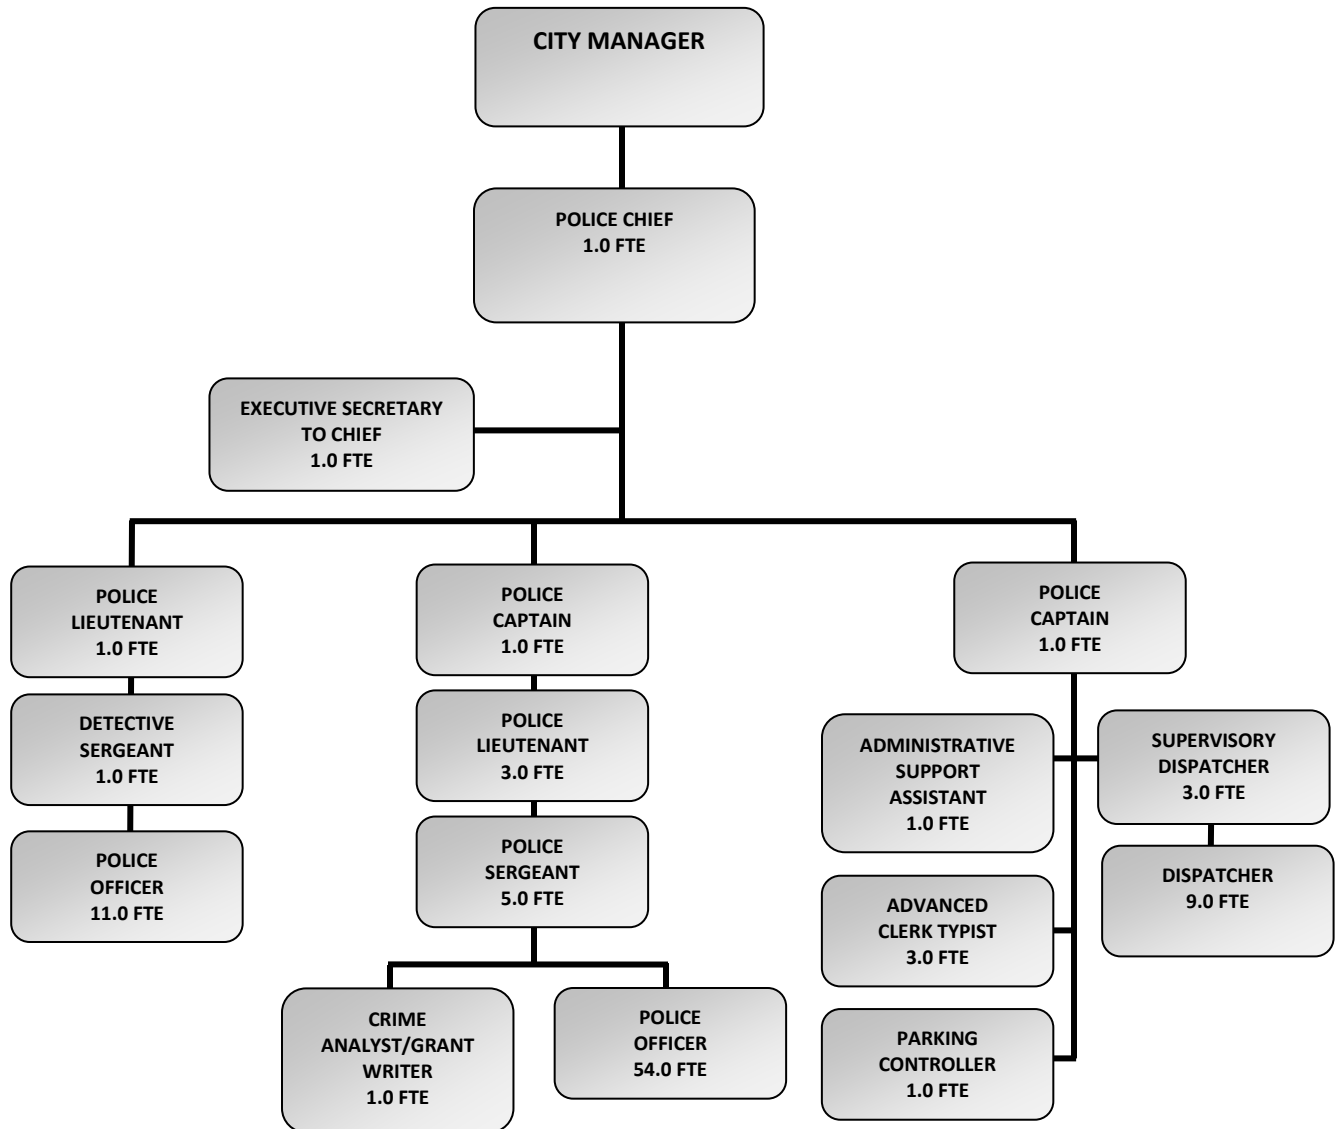 CITY MANAGER
POLICE CHIEF
1.0 FTE
EXECUTIVE SECRETARY
TO CHIEF
1.0 FTE
POLICE
LIEUTENANT
1.0 FTE
DETECTIVE
SERGEANT
1.0 FTE
POLICE
OFFICER
11.0 FTE
POLICE
CAPTAIN
1.0 FTE
POLICE
LIEUTENANT
3.0 FTE
POLICE
SERGEANT
5.0 FTE
CRIME
ANALYST/GRANT
WRITER
1.0 FTE
POLICE
OFFICER
54.0 FTE
POLICE
CAPTAIN
1.0 FTE
ADMINISTRATIVE
SUPPORT
ASSISTANT
1.0 FTE
SUPERVISORY
DISPATCHER
3.0 FTE
DISPATCHER
9.0 FTE
ADVANCED
CLERK TYPIST
3.0 FTE
PARKING
CONTROLLER
1.0 FTE